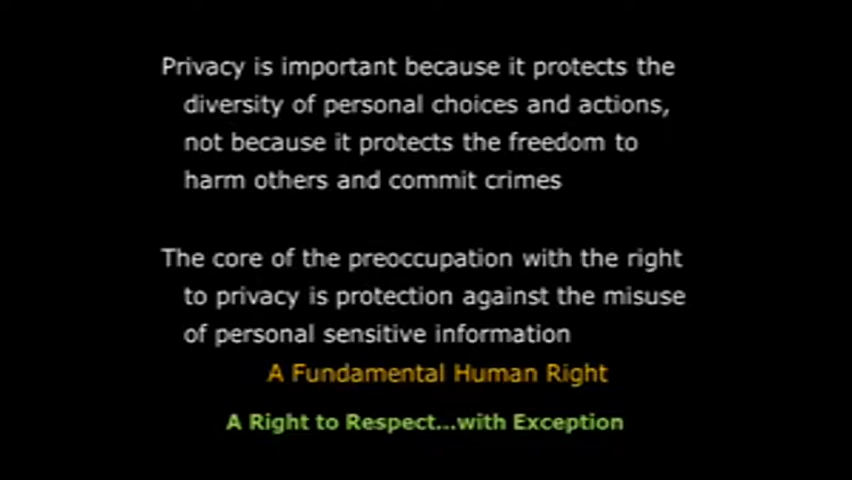 Privacy is important because it protects the
diversity of personal choices and actions,
not because it protects the freedom to
harm others and commit crimes
The core of the preoccupation with the right
to privacy is protection against the misuse
of personal sensitive information
A Fundamental Human Right
A Right to Respect...with Exception